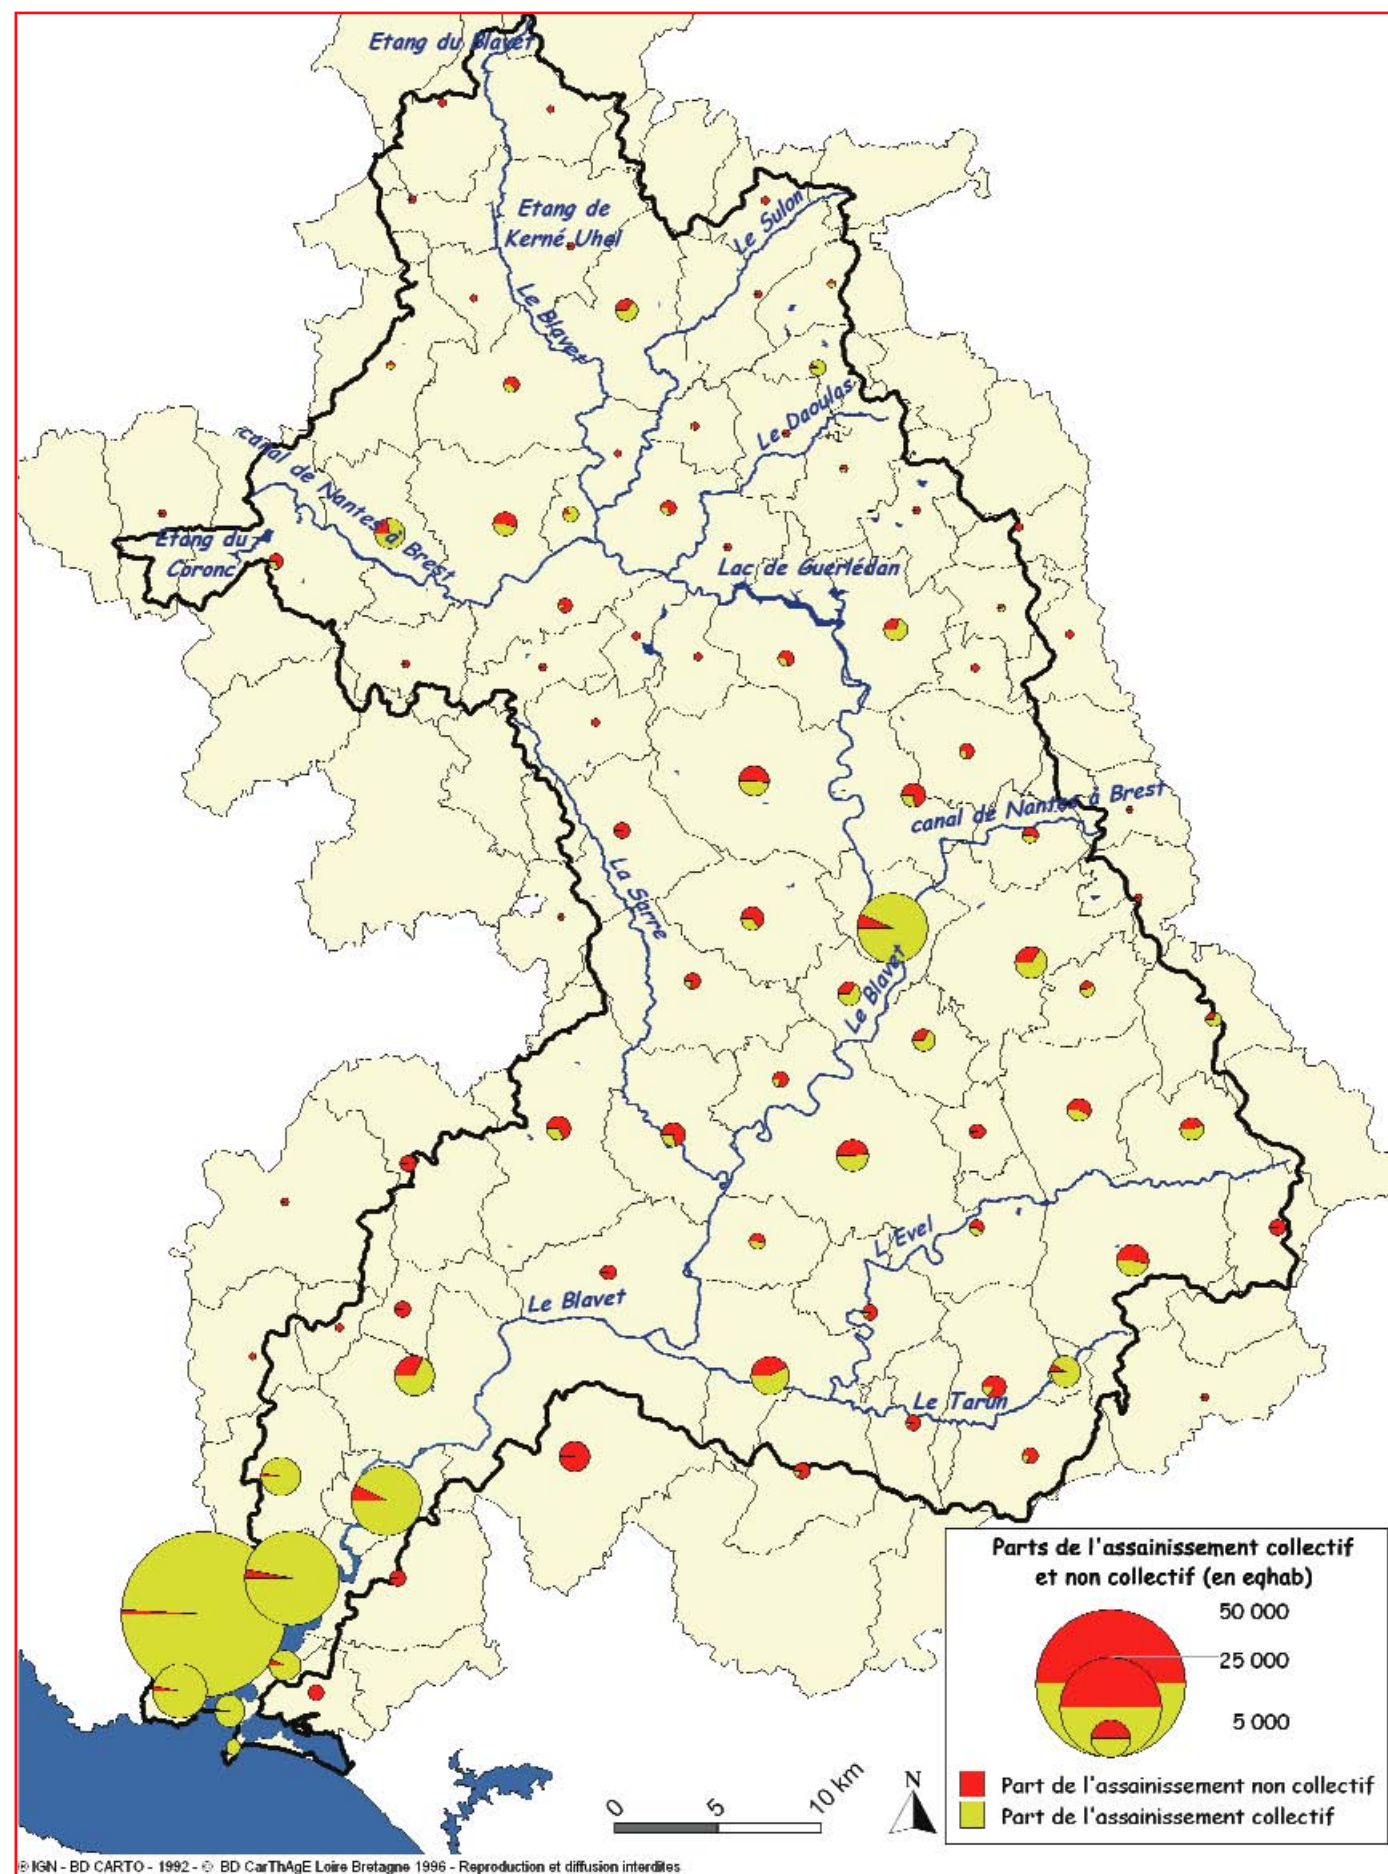 Etang du Blavet
Etang de
Kerné Uhel
Le Sulon
Le Blavet
Le Daoulas
canal de Nantes à Brest
Etang du
Coronc
Lac de Guerlédan
canal de Nantes à Brest
La Sarre
Le Blavet
L'Evel
Le Blavet
Le Tarun
Parts de l'assainissement collectif
et non collectif (en eqhab)
50 000
25 000
5 000
Part de l'assainissement non collectif
Part de l'assainissement collectif
0 5 10 km
N
© IGN - BD CARTO - 1992 - © BD CarThAgE Loire Bretagne 1996 - Reproduction et diffusion interdites